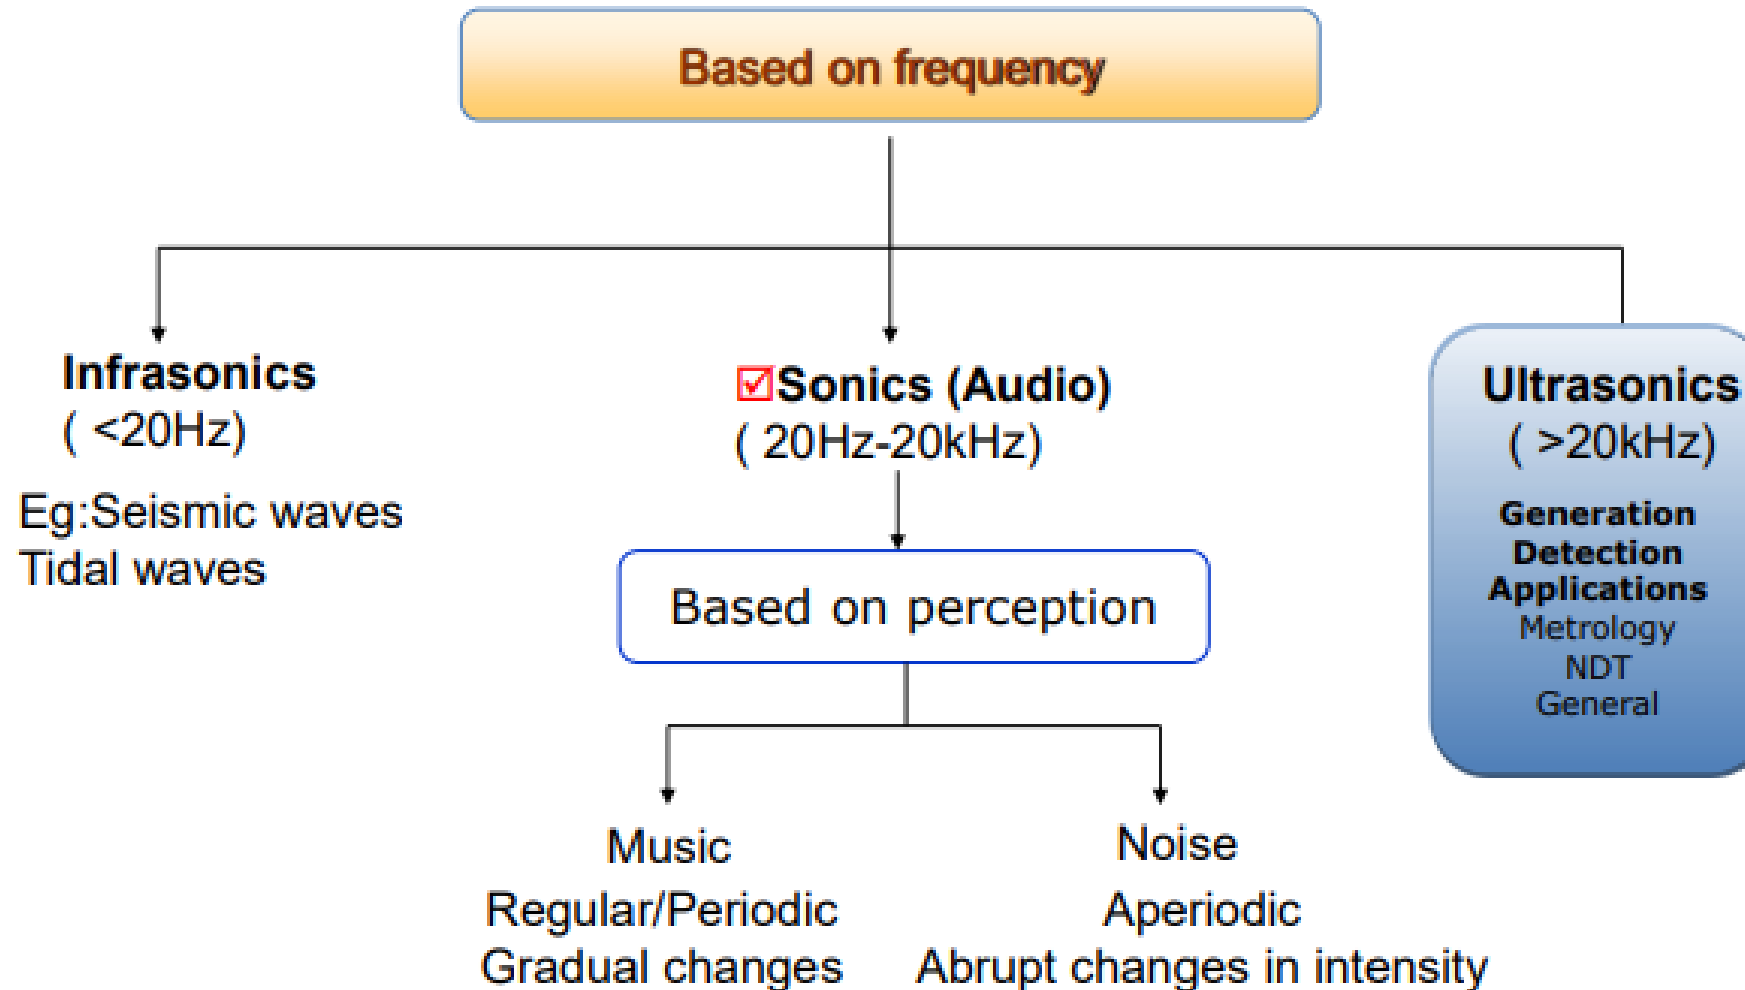 Based on frequency
Infrasonics
( <20Hz)
Eg:Seismic waves
Tidal waves
☑Sonics (Audio)
( 20Hz-20kHz)
Based on perception
Music
Regular/Periodic
Gradual changes
Noise
Aperiodic
Abrupt changes in intensity
Ultrasonics
( >20kHz)
Generation
Detection
Applications
Metrology
NDT
General